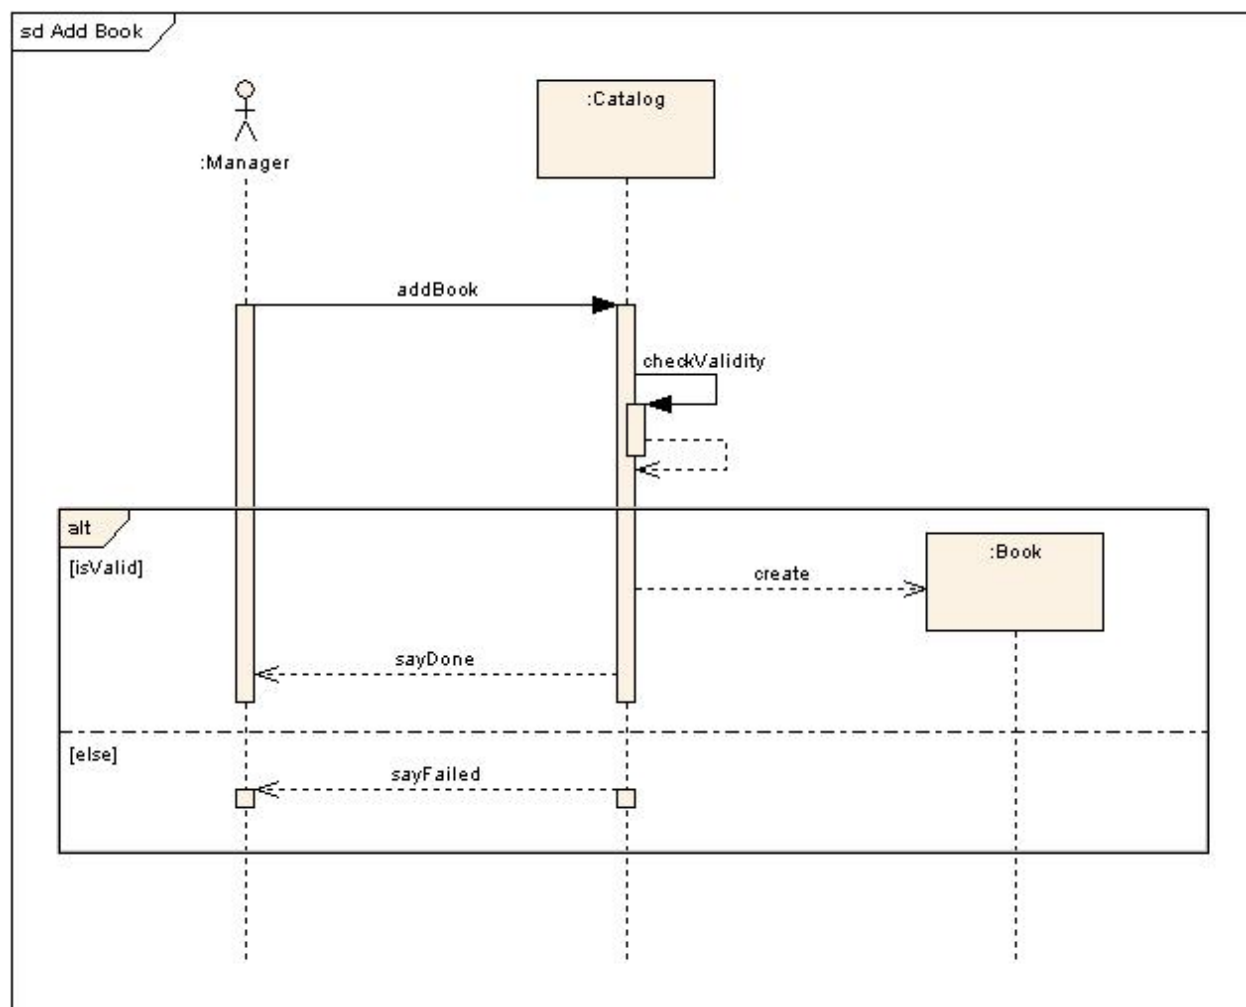 sd Add Book
:Manager
:Catalog
addBook
checkValidity
alt
[isValid]
:Book
create
sayDone
[else]
sayFailed